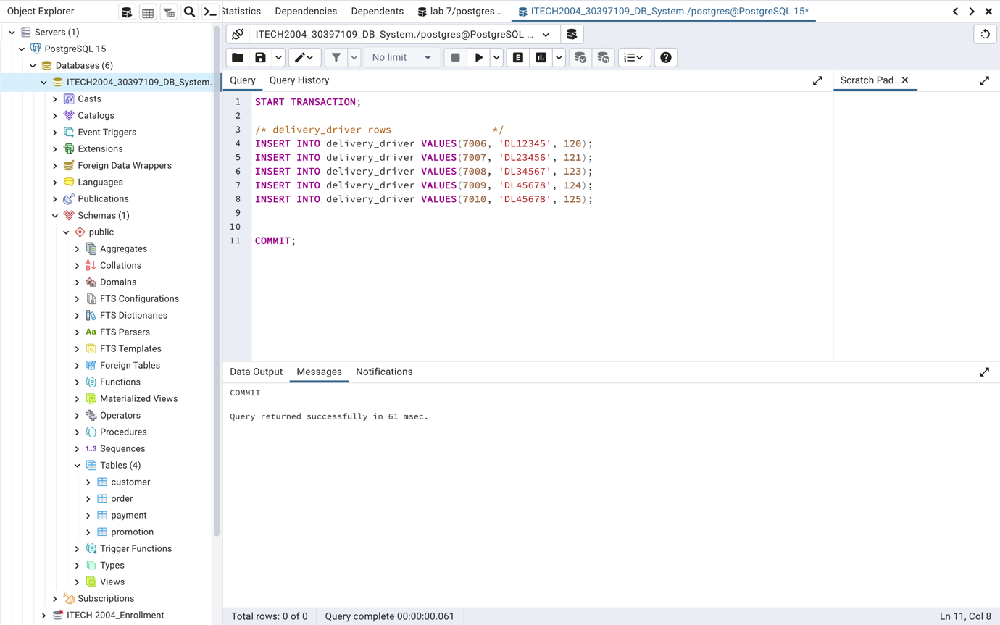 Object Explorer
Statistics
Dependencies
Dependents
lab 7/postgres...
ITECH2004_30397109_DB_System./postgres@PostgreSQL 15*
Servers (1)
PostgreSQL 15
Databases (6)
ITECH2004_30397109_DB_System.
Casts
Catalogs
Event Triggers
Extensions
Foreign Data Wrappers
Languages
Publications
Schemas (1)
public
Aggregates
Collations
Domains
FTS Configurations
FTS Dictionaries
Aa FTS Parsers
FTS Templates
Foreign Tables
Functions
Materialized Views
Operators
Procedures
1..3 Sequences
Tables (4)
customer
order
payment
promotion
Trigger Functions
Types
Views
Subscriptions
ITECH 2004_Enrollment
ITECH2004_30397109_DB_System./postgres@PostgreSQL ...
No limit
E
Query
Query History
Scratch Pad
1 START TRANSACTION;
2
3 /* delivery_driver rows */
4 INSERT INTO delivery_driver VALUES(7006, 'DL12345', 120);
5 INSERT INTO delivery_driver VALUES(7007, 'DL23456', 121);
6 INSERT INTO delivery_driver VALUES(7008, 'DL34567', 123);
7 INSERT INTO delivery_driver VALUES(7009, 'DL45678', 124);
8 INSERT INTO delivery_driver VALUES(7010, 'DL45678', 125);
9
10
11 COMMIT;
Data Output
Messages
Notifications
COMMIT
Query returned successfully in 61 msec.
Total rows: 0 of 0
Query complete 00:00:00.061
Ln 11, Col 8